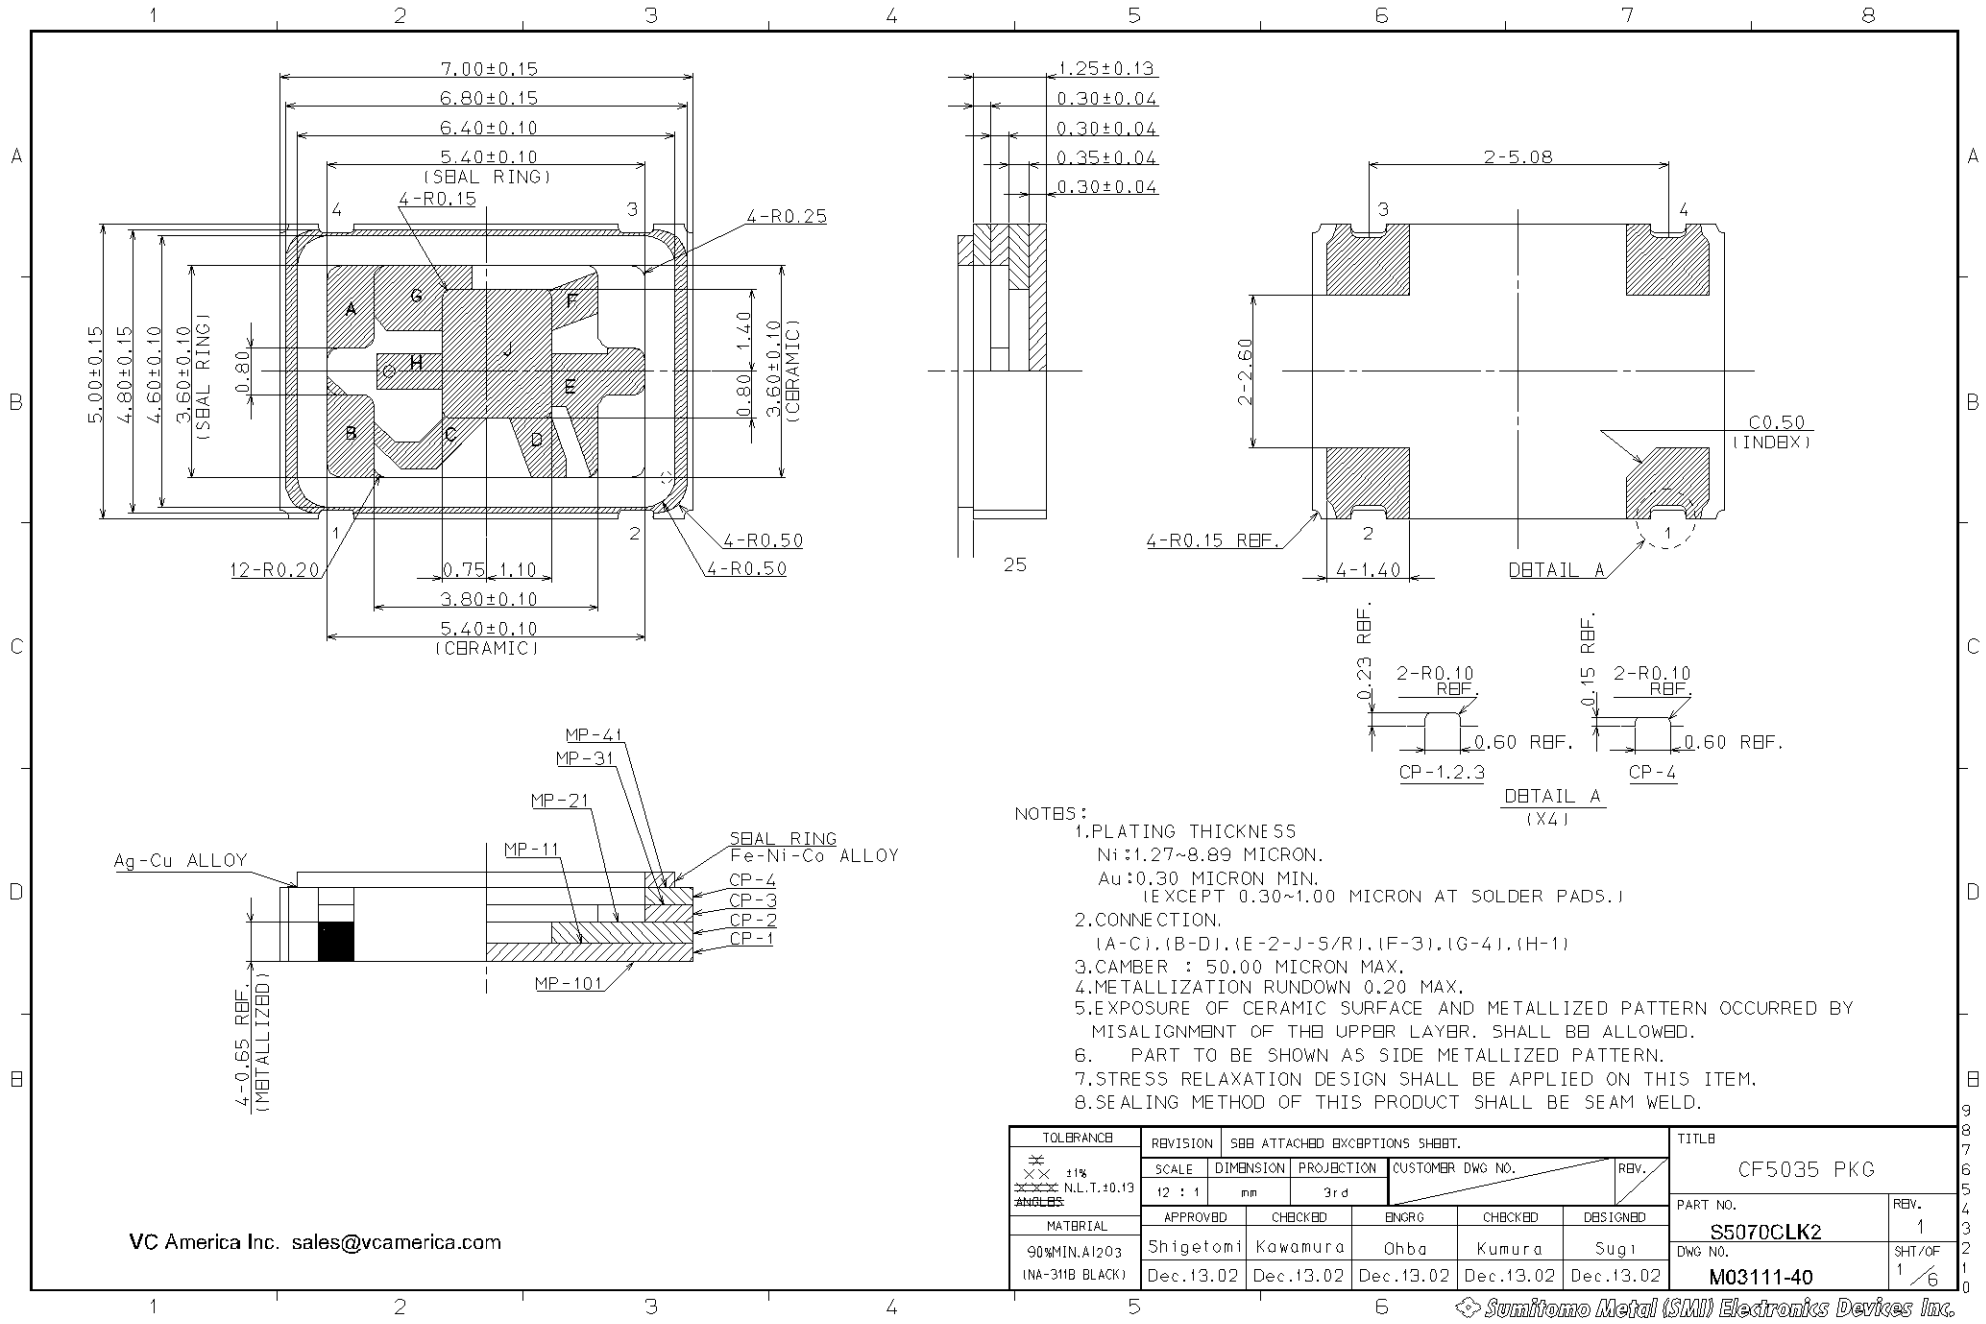 1 2 3 4 5 6 7 8
A
B
C
D
E
7.00±0.15
6.80±0.15
6.40±0.10
5.40±0.10
(SEAL RING)
4-R0.15
4 3
4-R0.25
5.00±0.15
4.80±0.15
4.60±0.10
3.60±0.10
(SEAL RING)
0.80
A G F
J
H
E
B C D
1.40
0.80
3.60±0.10
(CERAMIC)
1 2
4-R0.50
4-R0.50
12-R0.20
0.75 1.10
3.80±0.10
5.40±0.10
(CERAMIC)
1.25±0.13
0.30±0.04
0.30±0.04
0.35±0.04
0.30±0.04
25
2-5.08
3 4
2-2.60
C0.50
(INDEX)
4-R0.15 REF.
2 1
4-1.40
DETAIL A
0.23 REF.
2-R0.10
REF.
0.60 REF.
CP-1.2.3
0.15 REF.
2-R0.10
REF.
0.60 REF.
CP-4
DETAIL A
(X4)
MP-41
MP-31
MP-21
MP-11
Ag-Cu ALLOY
SEAL RING
Fe-Ni-Co ALLOY
CP-4
CP-3
CP-2
CP-1
MP-101
4-0.65 REF.
(METALLIZED)
NOTES:
1.PLATING THICKNESS
Ni:1.27~8.89 MICRON.
Au:0.30 MICRON MIN.
(EXCEPT 0.30~1.00 MICRON AT SOLDER PADS.)
2.CONNECTION.
(A-C).(B-D).(E-2-J-S/R).(F-3).(G-4).(H-1)
3.CAMBER : 50.00 MICRON MAX.
4.METALLIZATION RUNDOWN 0.20 MAX.
5.EXPOSURE OF CERAMIC SURFACE AND METALLIZED PATTERN OCCURRED BY
MISALIGNMENT OF THE UPPER LAYER. SHALL BE ALLOWED.
6. PART TO BE SHOWN AS SIDE METALLIZED PATTERN.
7.STRESS RELAXATION DESIGN SHALL BE APPLIED ON THIS ITEM.
8.SEALING METHOD OF THIS PRODUCT SHALL BE SEAM WELD.
TOLERANCE
X
XX ±1%
XXX N.L.T.±0.13
ANGLES
MATERIAL
90%MIN.Al2O3
(NA-311B BLACK)
REVISION SEE ATTACHED EXCEPTIONS SHEET.
SCALE DIMENSION PROJECTION CUSTOMER DWG NO. REV.
12 : 1 mm 3rd
APPROVED CHECKED ENGRG CHECKED DESIGNED
Shigetomi Kawamura Ohba Kumura Sugi
Dec.13.02 Dec.13.02 Dec.13.02 Dec.13.02 Dec.13.02
TITLE
CF5035 PKG
PART NO. REV.
S5070CLK2 1
DWG NO. SHT/OF
M03111-40 1/6
VC America Inc. sales@vcamerica.com
A
B
C
D
E
9
8
7
6
5
4
3
2
1
0
1 2 3 4 5 6
Sumitomo Metal (SMI) Electronics Devices Inc.